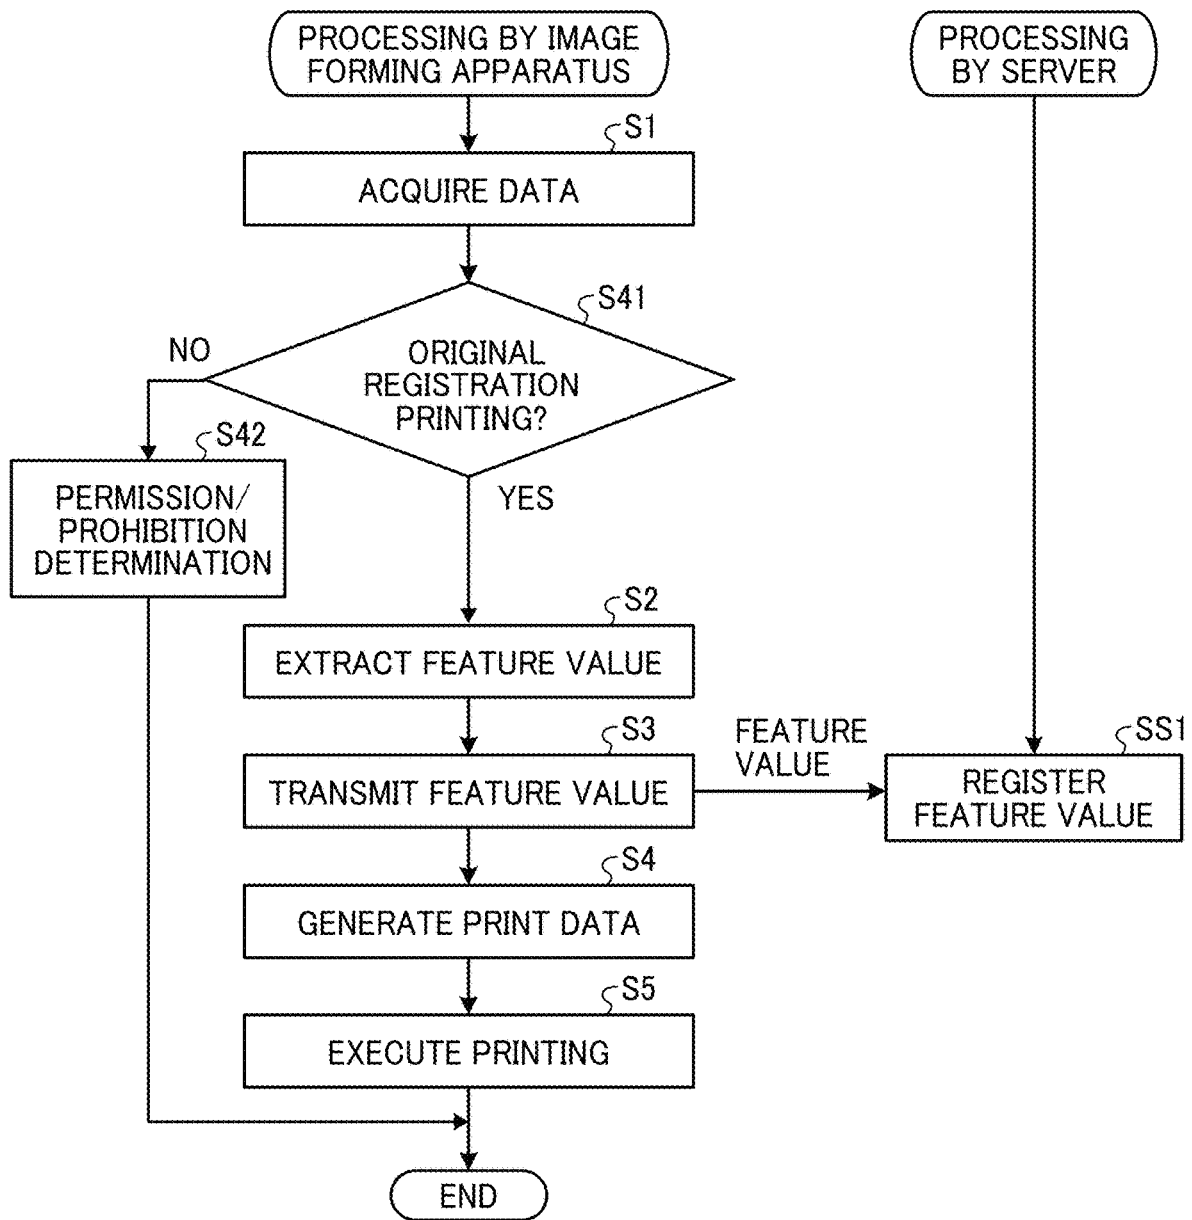 PROCESSING BY IMAGE
FORMING APPARATUS
PROCESSING
BY SERVER
S1
ACQUIRE DATA
S41
ORIGINAL
REGISTRATION
PRINTING?
NO
YES
S42
PERMISSION/
PROHIBITION
DETERMINATION
S2
EXTRACT FEATURE VALUE
S3
TRANSMIT FEATURE VALUE
FEATURE
VALUE
SS1
REGISTER
FEATURE VALUE
S4
GENERATE PRINT DATA
S5
EXECUTE PRINTING
END